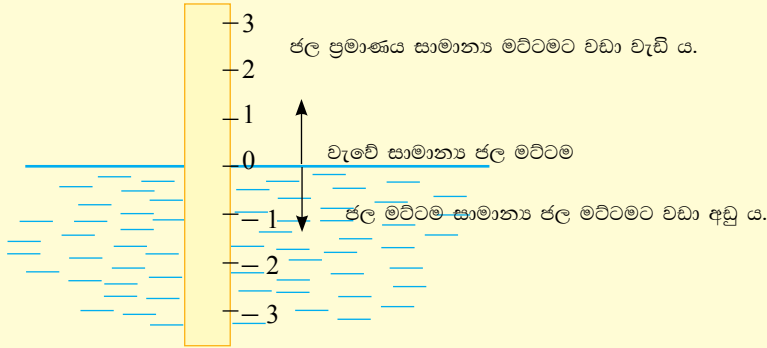 3
ජල ප්‍රමාණය සාමාන්‍ය මට්ටමට වඩා වැඩි ය.
2
1
0
වැවේ සාමාන්‍ය ජල මට්ටම
– 1
ජල මට්ටම සාමාන්‍ය ජල මට්ටමට වඩා අඩු ය.
– 2
– 3